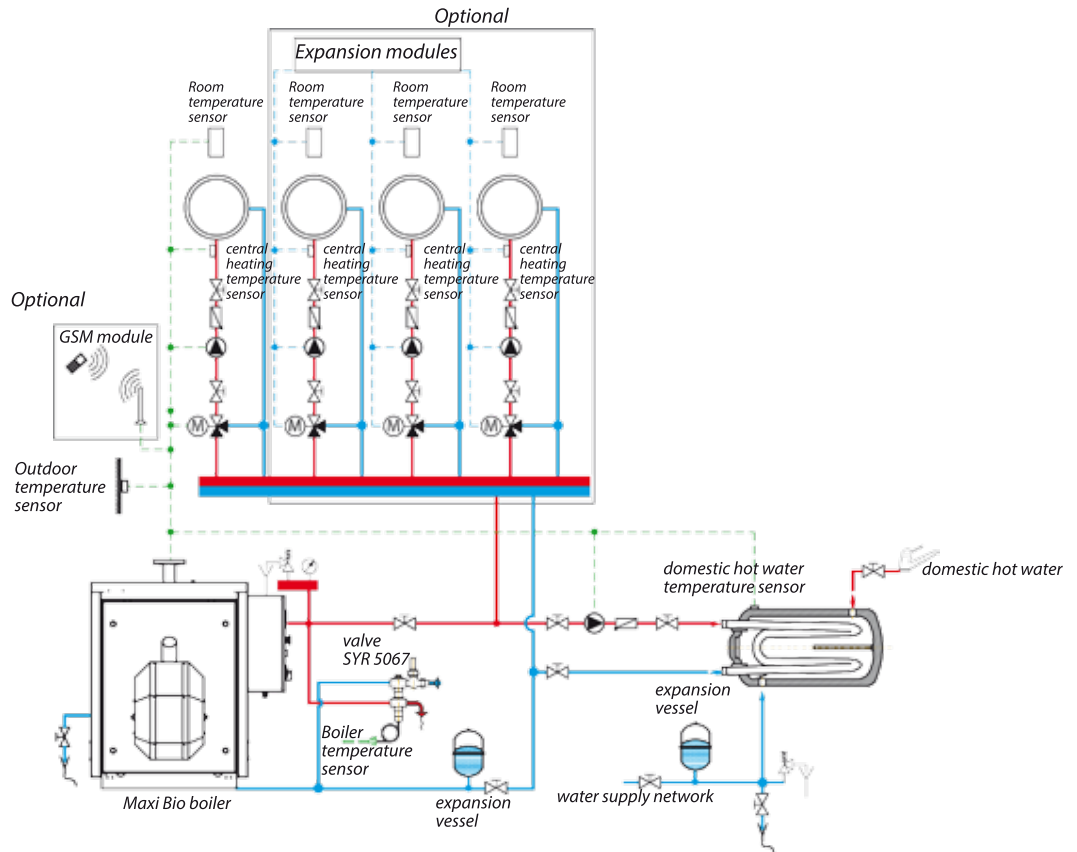 Optional
Expansion modules
Room
temperature
sensor
Room
temperature
sensor
Room
temperature
sensor
Room
temperature
sensor
central
heating
temperature
sensor
central
heating
temperature
sensor
central
heating
temperature
sensor
central
heating
temperature
sensor
Optional
GSM module
M
M
M
M
Outdoor
temperature
sensor
domestic hot water
temperature sensor
domestic hot water
valve
SYR 5067
expansion
vessel
Boiler
temperature
sensor
Maxi Bio boiler
expansion
vessel
water supply network